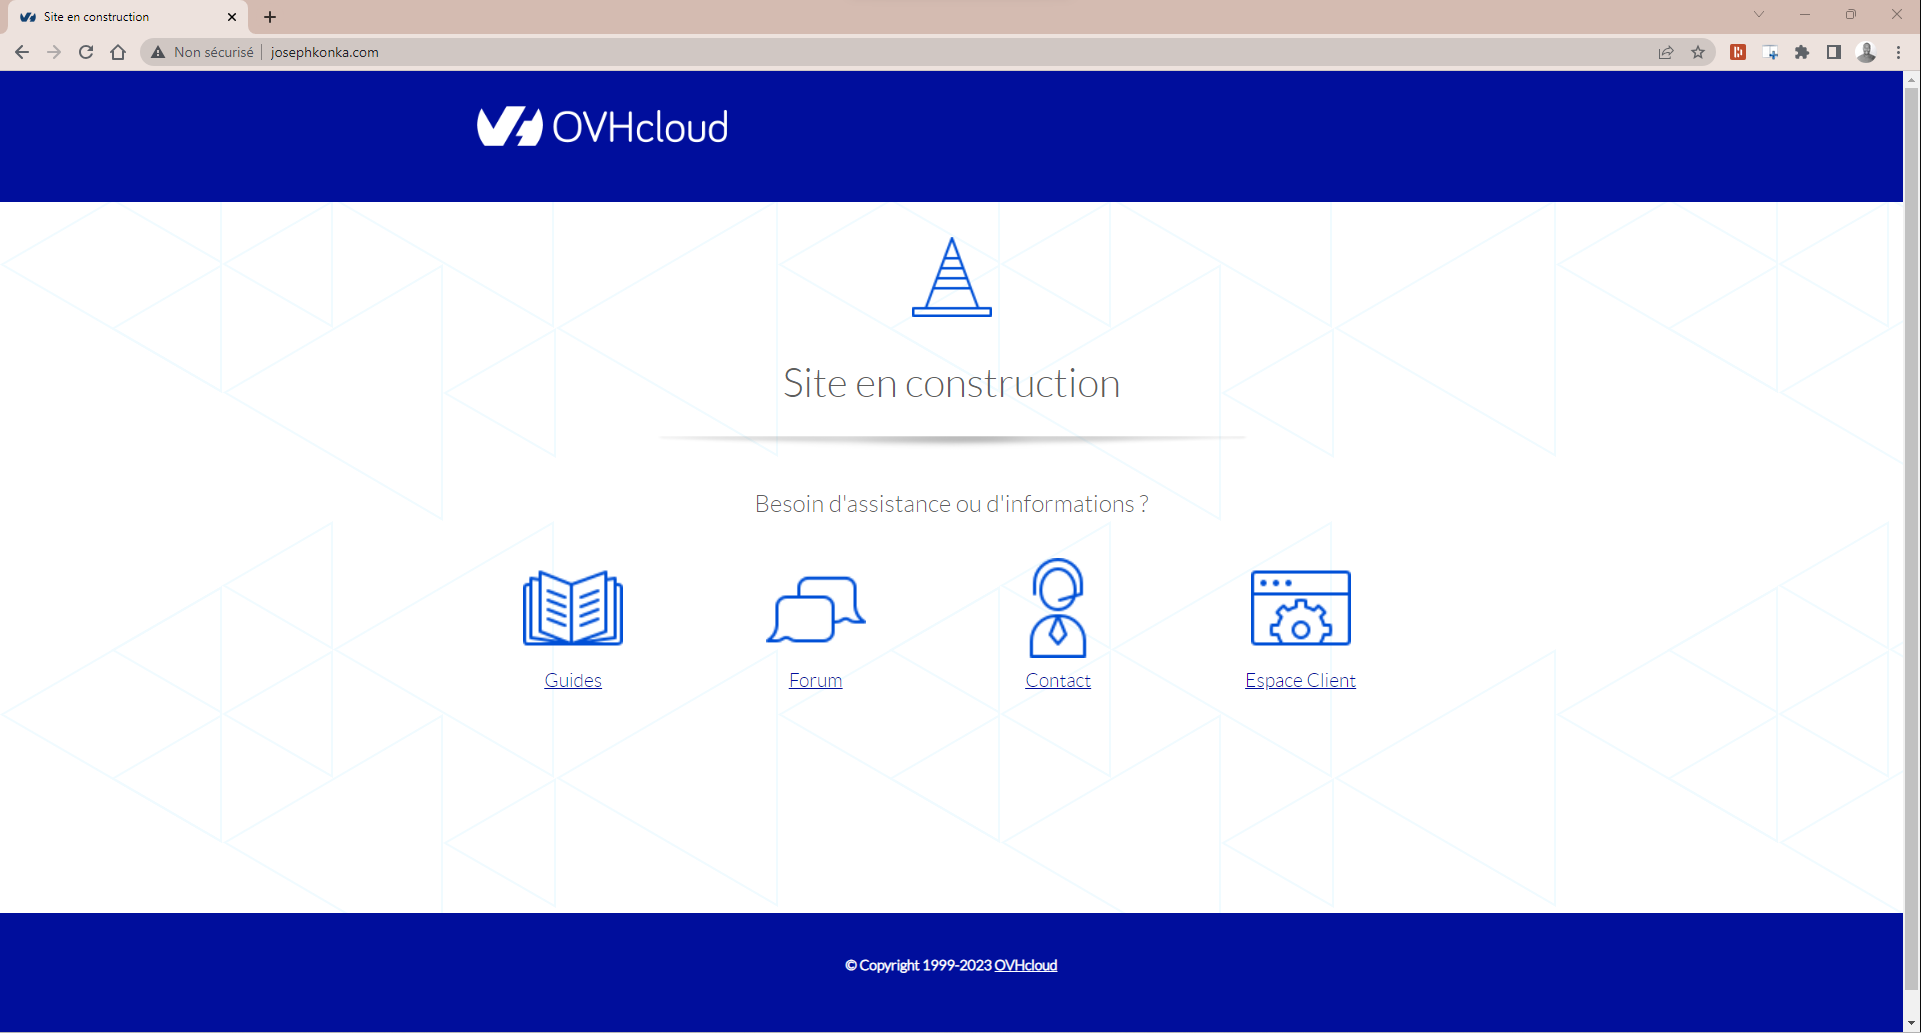 Site en construction
Non sécurisé
josephkonka.com
OVHcloud
Site en construction
Besoin d'assistance ou d'informations ?
Guides
Forum
Contact
Espace Client
© Copyright 1999-2023 OVHcloud